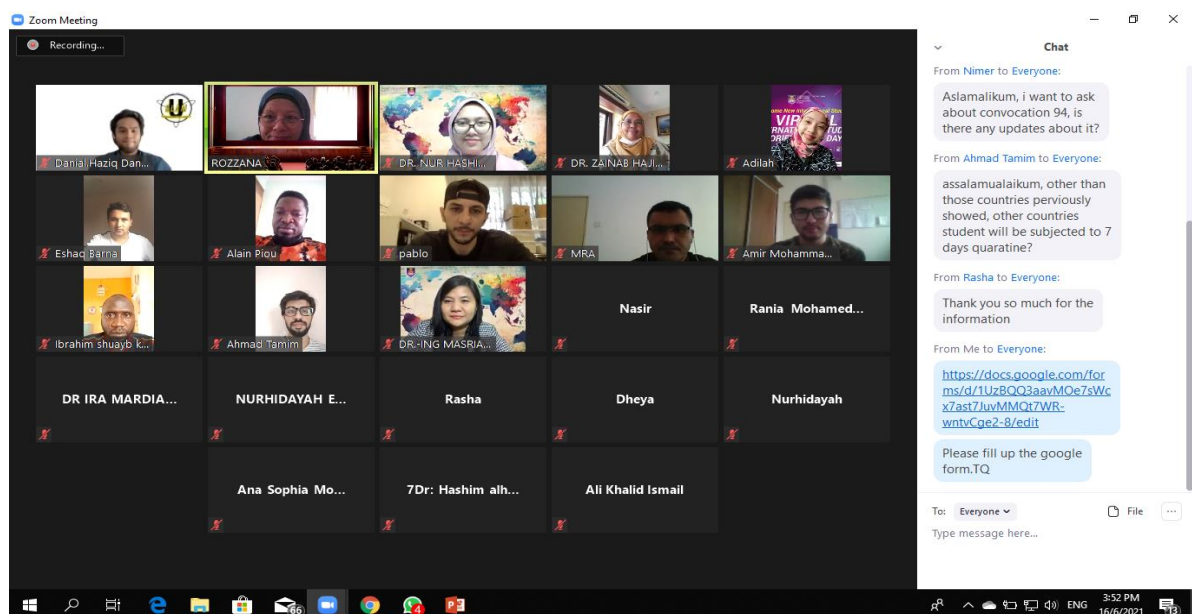 Zoom Meeting
Recording...
Danial Haziq Dan...
ROZZANA
DR. NUR HASHI...
DR. ZAINAB HAJI...
Adilah
Eshaq Barna
Alain Piou
pablo
MRA
Amir Mohamma...
Ibrahim shuayb k...
Ahmad Tamim
DR.-ING MASRIA...
Nasir
Rania Mohamed...
DR IRA MARDIA...
NURHIDAYAH E...
Rasha
Dheya
Nurhidayah
Ana Sophia Mo...
7Dr: Hashim alh...
Ali Khalid Ismail
Chat
From Nimer to Everyone:
Aslamalikum, i want to ask
about convocation 94, is
there any updates about it?
From Ahmad Tamim to Everyone:
assalamualaikum, other than
those countries perviously
showed, other countries
student will be subjected to 7
days quaratine?
From Rasha to Everyone:
Thank you so much for the
information
From Me to Everyone:
https://docs.google.com/for
ms/d/1UzBQQ3aavMOe7sWc
x7ast7JuvMMQt7WR-
wntvCge2-8/edit
Please fill up the google
form.TQ
To: Everyone
File
Type message here...
66
4
ENG
3:52 PM
16/6/2021
13